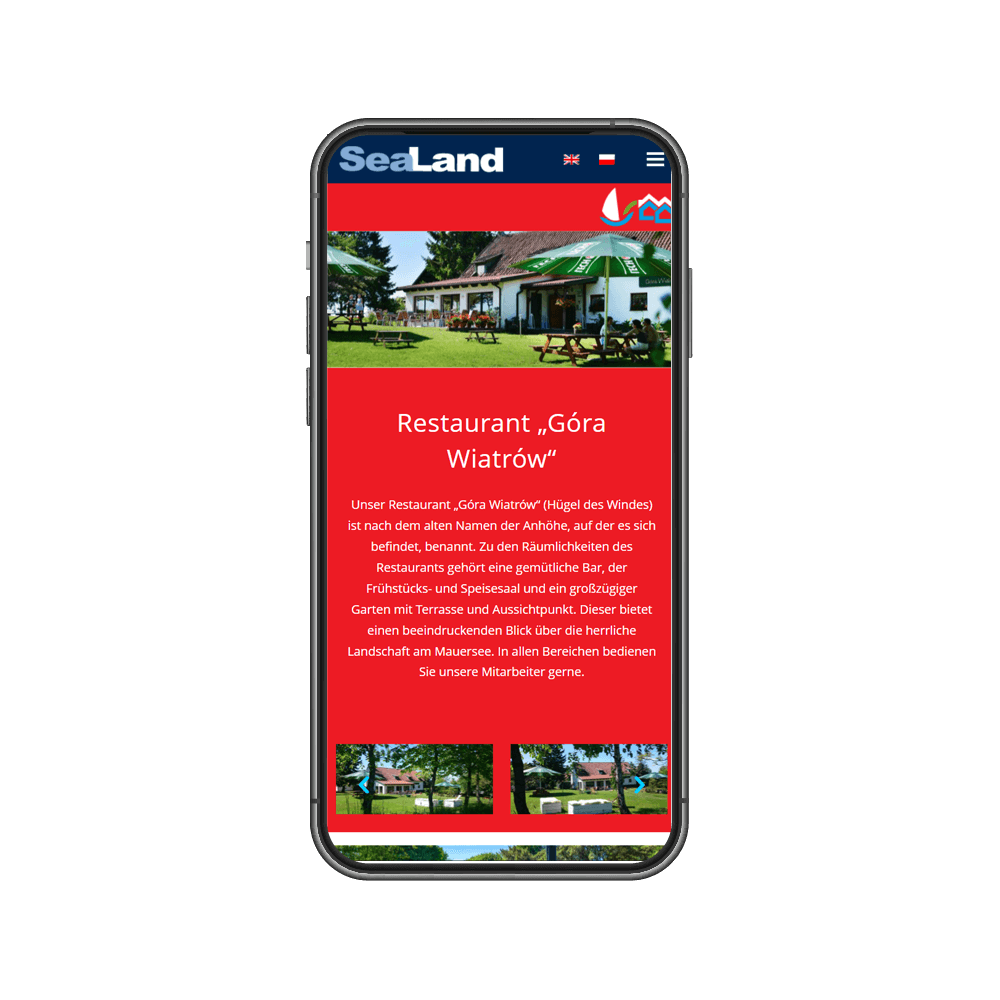 SeaLand
Restaurant „Góra
Wiatrów“
Unser Restaurant „Góra Wiatrów“ (Hügel des Windes)
ist nach dem alten Namen der Anhöhe, auf der es sich
befindet, benannt. Zu den Räumlichkeiten des
Restaurants gehört eine gemütliche Bar, der
Frühstücks- und Speisesaal und ein großzügiger
Garten mit Terrasse und Aussichtpunkt. Dieser bietet
einen beeindruckenden Blick über die herrliche
Landschaft am Mauersee. In allen Bereichen bedienen
Sie unsere Mitarbeiter gerne.